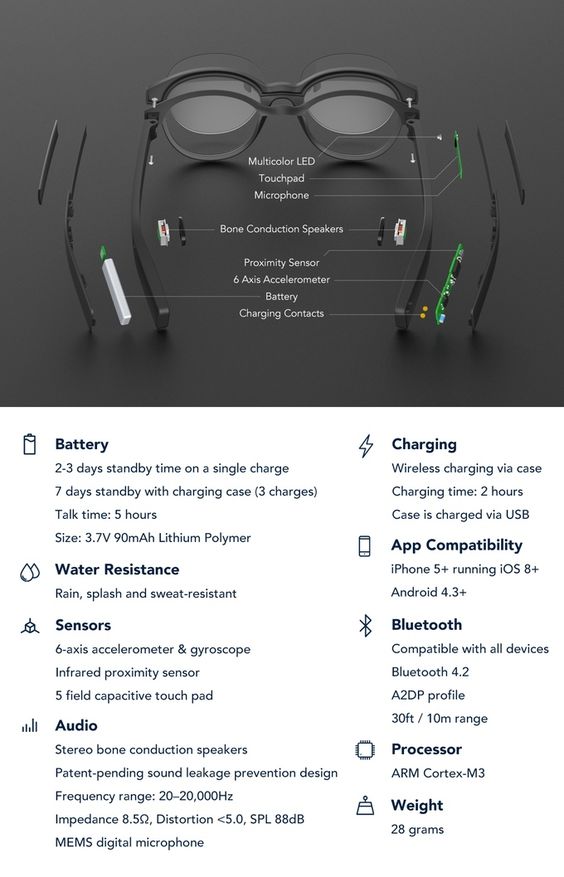 Multicolor LED
Touchpad
Microphone
Bone Conduction Speakers
Proximity Sensor
6 Axis Accelerometer
Battery
Charging Contacts
Battery
2-3 days standby time on a single charge
7 days standby with charging case (3 charges)
Talk time: 5 hours
Size: 3.7V 90mAh Lithium Polymer
Water Resistance
Rain, splash and sweat-resistant
Sensors
6-axis accelerometer & gyroscope
Infrared proximity sensor
5 field capacitive touch pad
Audio
Stereo bone conduction speakers
Patent-pending sound leakage prevention design
Frequency range: 20–20,000Hz
Impedance 8.5Ω, Distortion <5.0, SPL 88dB
MEMS digital microphone
Charging
Wireless charging via case
Charging time: 2 hours
Case is charged via USB
App Compatibility
iPhone 5+ running iOS 8+
Android 4.3+
Bluetooth
Compatible with all devices
Bluetooth 4.2
A2DP profile
30ft / 10m range
Processor
ARM Cortex-M3
Weight
28 grams